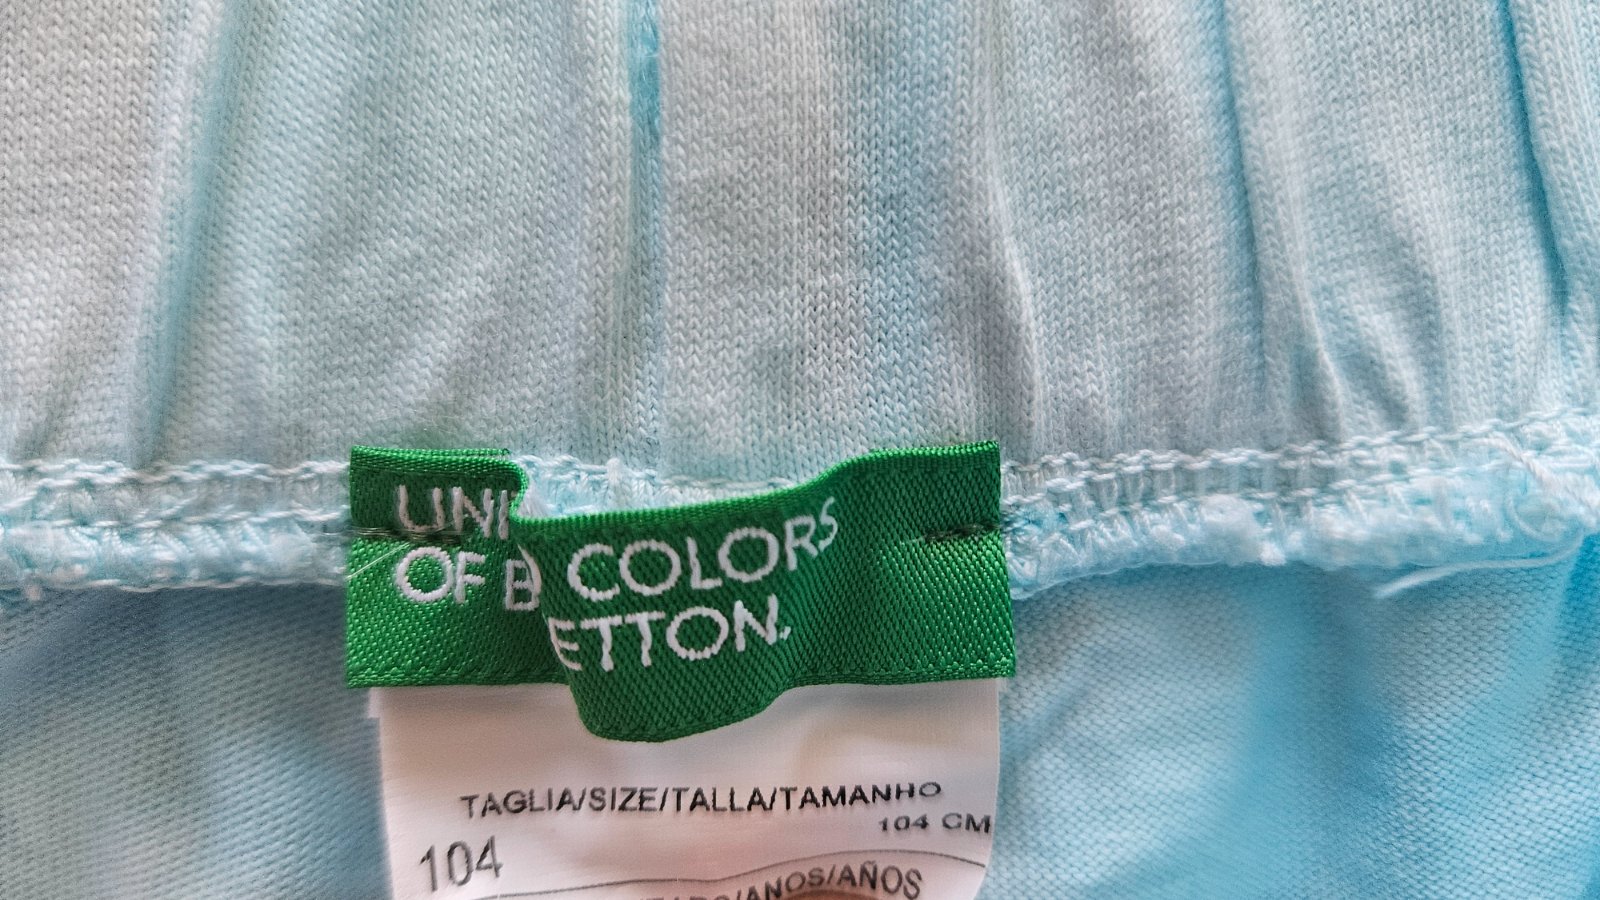 UNI COLORS
OF B ETTON.
TAGLIA/SIZE/TALLA/TAMANHO
104 CM
104
ANOS/AÑOS